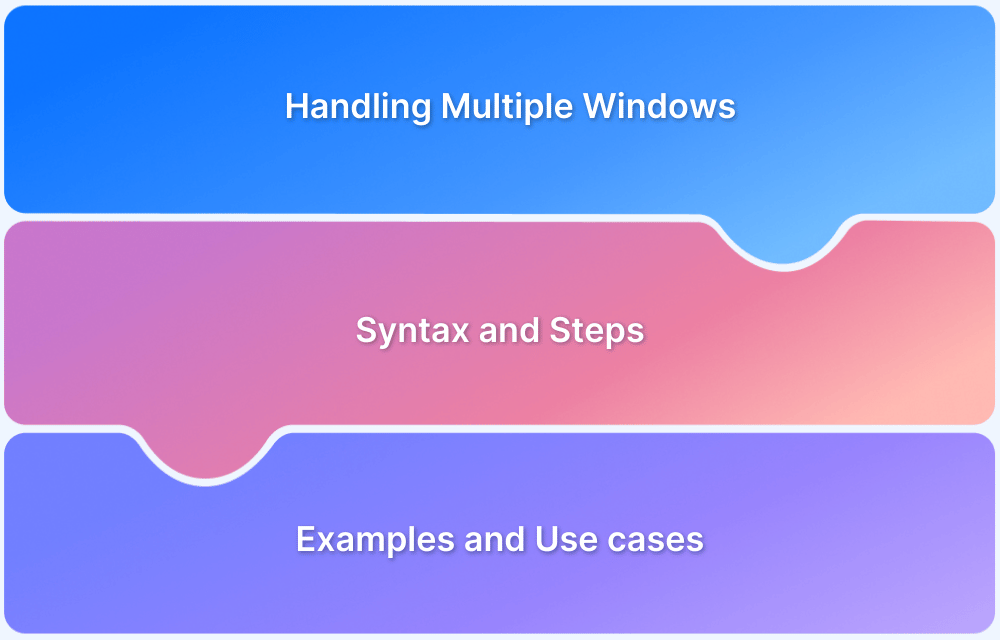 Handling Multiple Windows
Syntax and Steps
Examples and Use cases